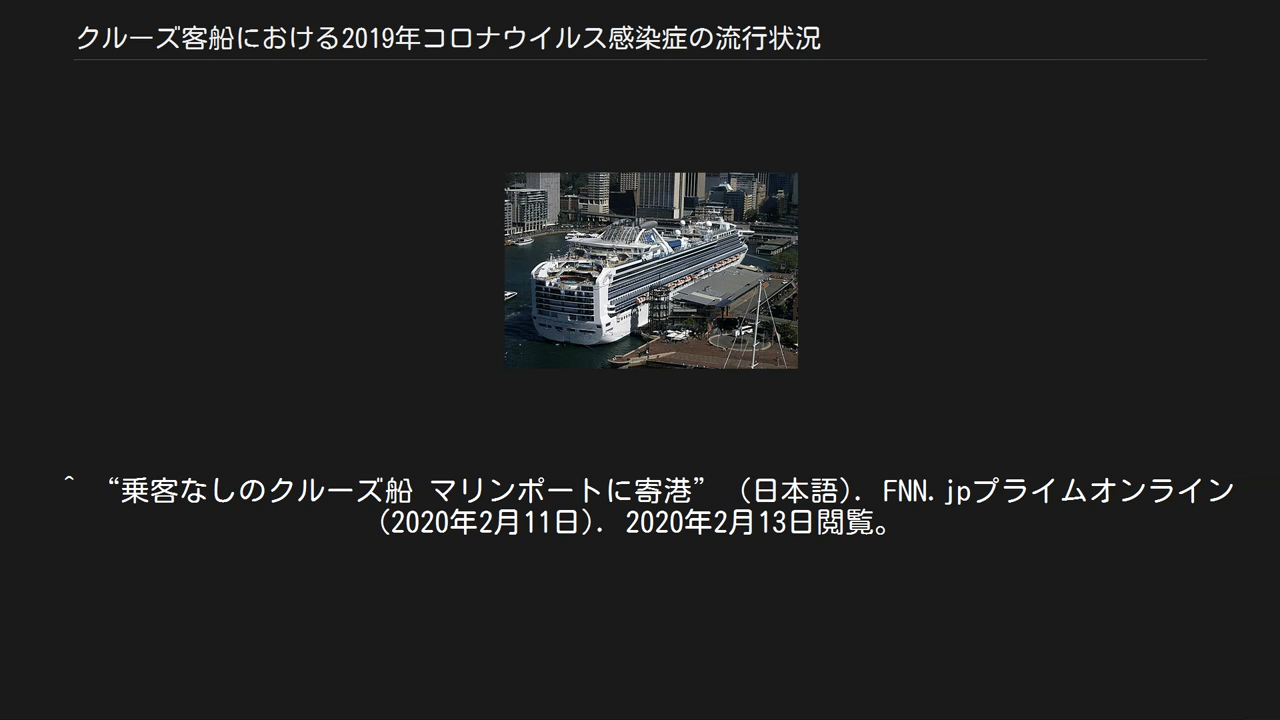 クルーズ客船における2019年コロナウイルス感染症の流行状況
^ “乗客なしのクルーズ船 マリンポートに寄港” (日本語). FNN.jpプライムオンライン
(2020年2月11日). 2020年2月13日閲覧。